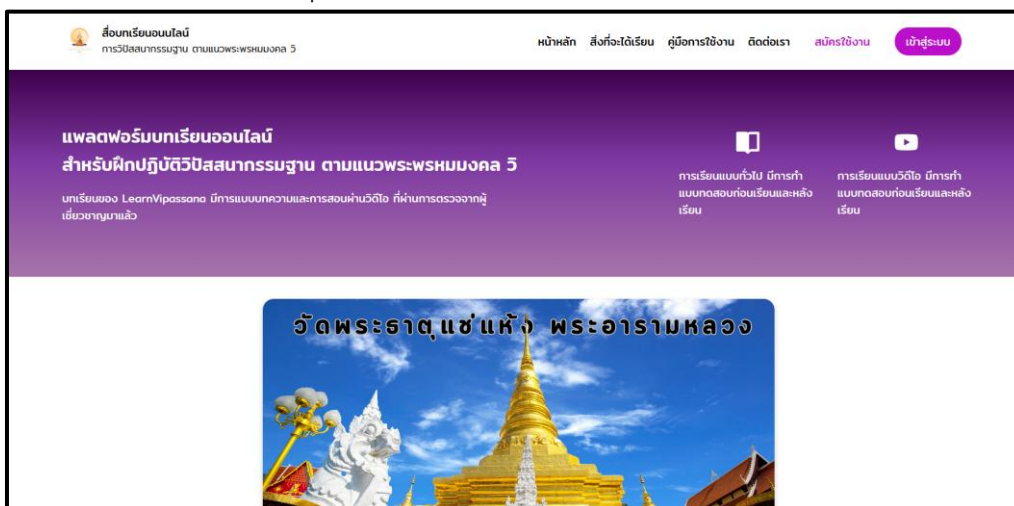 สื่อบทเรียนอนนไลน์
การวิปัสสนากรรมฐาน ตามแนวพระพรหมมงคล วิ
หน้าหลัก สิ่งที่จะได้เรียน คู่มือการใช้งาน ติดต่อเรา สมัครใช้งาน เข้าสู่ระบบ
แพลตฟอร์มบทเรียนออนไลน์
สำหรับฝึกปฏิบัติวิปัสสนากรรมฐาน ตามแนวพระพรหมมงคล วิ
บทเรียนของ LearnVipassana มีการแบบบทความและการสอนผ่านวิดีโอ ที่ผ่านการตรวจจากผู้
เชี่ยวชาญมาแล้ว
การเรียนแบบทั่วไป มีการทำ
แบบทดสอบก่อนเรียนและหลัง
เรียน
การเรียนแบบวิดีโอ มีการทำ
แบบทดสอบก่อนเรียนและหลัง
เรียน
วัดพระธาตุแช่แห้ง พระอารามหลวง